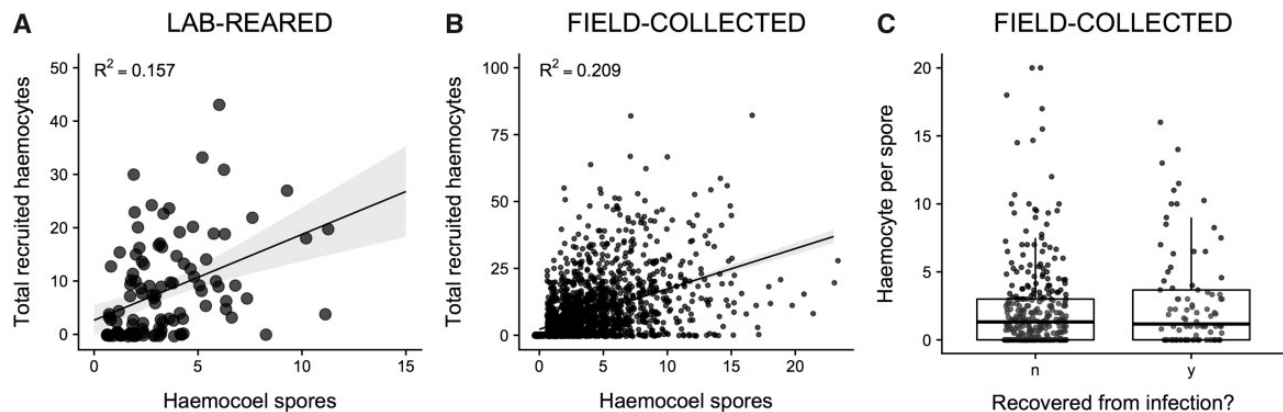 A LAB-REARED
Total recruited haemocytes
R² = 0.157
50
40
30
20
10
0
0 5 10 15
Haemocoel spores
B FIELD-COLLECTED
Total recruited haemocytes
R² = 0.209
100
75
50
25
0
0 5 10 15 20
Haemocoel spores
C FIELD-COLLECTED
Haemocyte per spore
20
15
10
5
0
n y
Recovered from infection?